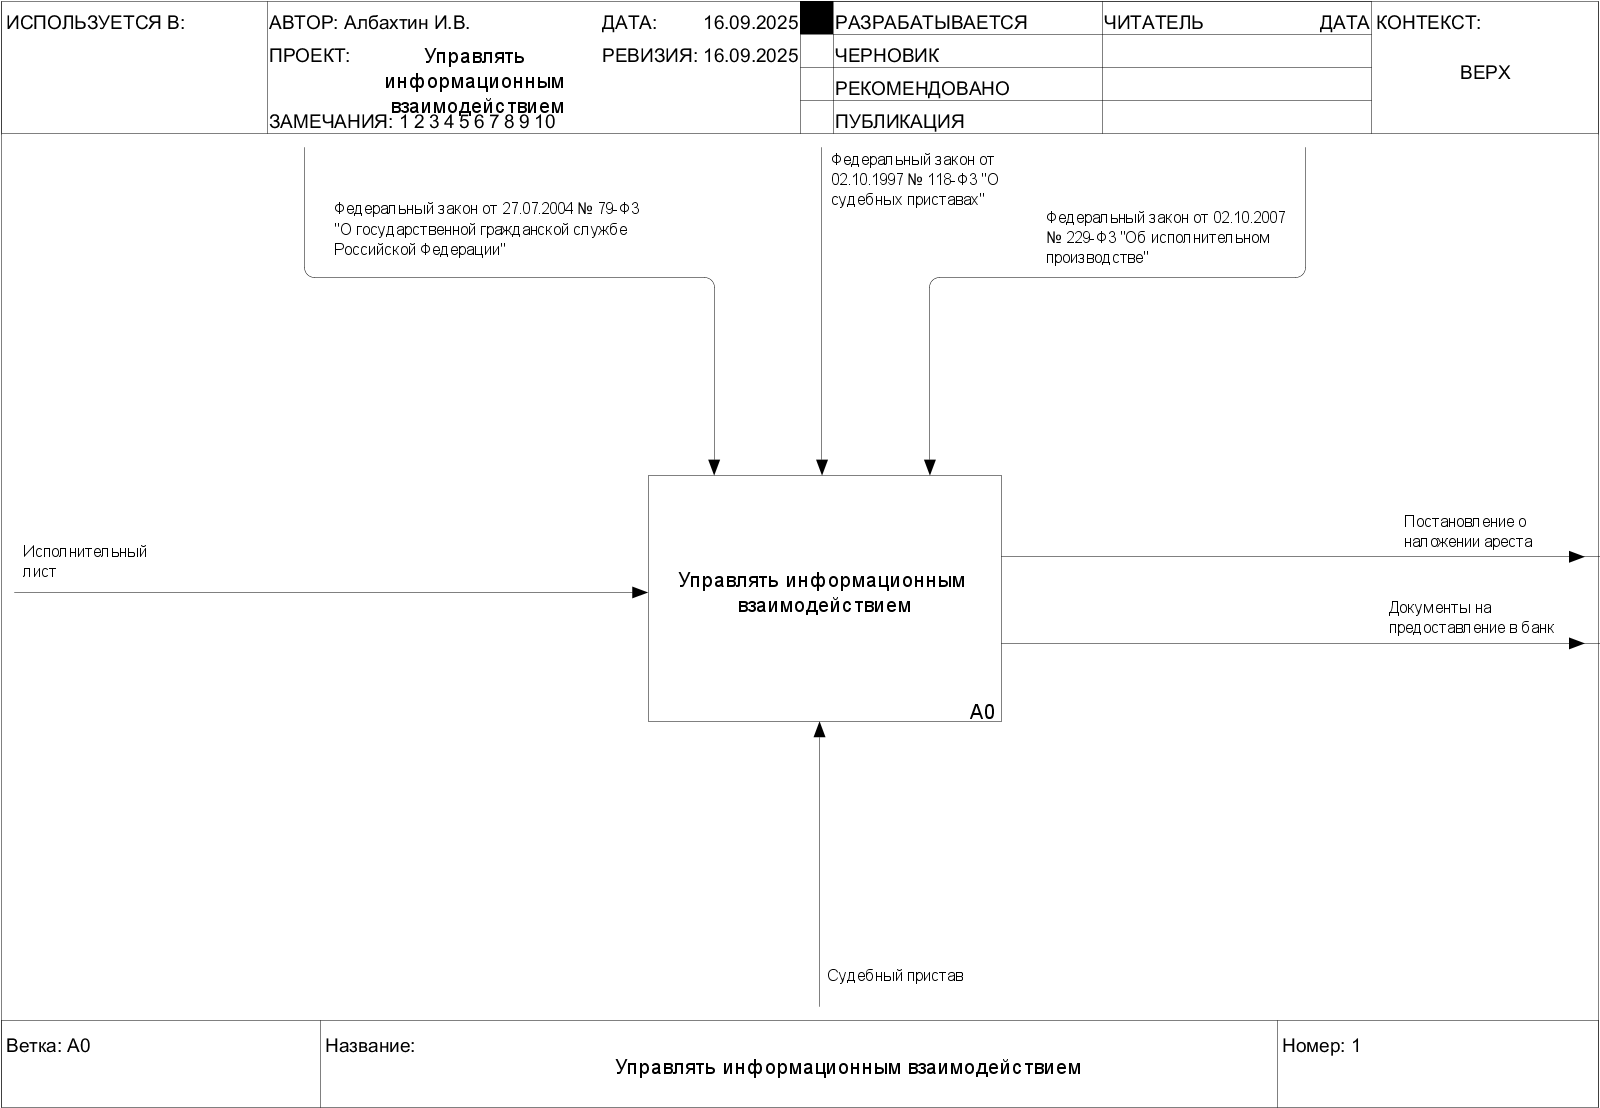 ИСПОЛЬЗУЕТСЯ В:
АВТОР: Албахтин И.В.
ДАТА: 16.09.2025
ПРОЕКТ:
Управлять
информационным
взаимодействием
РЕВИЗИЯ: 16.09.2025
ЗАМЕЧАНИЯ: 1 2 3 4 5 6 7 8 9 10
РАЗРАБАТЫВАЕТСЯ
ЧЕРНОВИК
РЕКОМЕНДОВАНО
ПУБЛИКАЦИЯ
ЧИТАТЕЛЬ
ДАТА
КОНТЕКСТ:
ВЕРХ
Федеральный закон от 27.07.2004 № 79-ФЗ
"О государственной гражданской службе
Российской Федерации"
Федеральный закон от
02.10.1997 № 118-ФЗ "О
судебных приставах"
Федеральный закон от 02.10.2007
№ 229-ФЗ "Об исполнительном
производстве"
Исполнительный
лист
Управлять информационным
взаимодействием
A0
Постановление о
наложении ареста
Документы на
предоставление в банк
Судебный пристав
Ветка: A0
Название:
Управлять информационным взаимодействием
Номер: 1